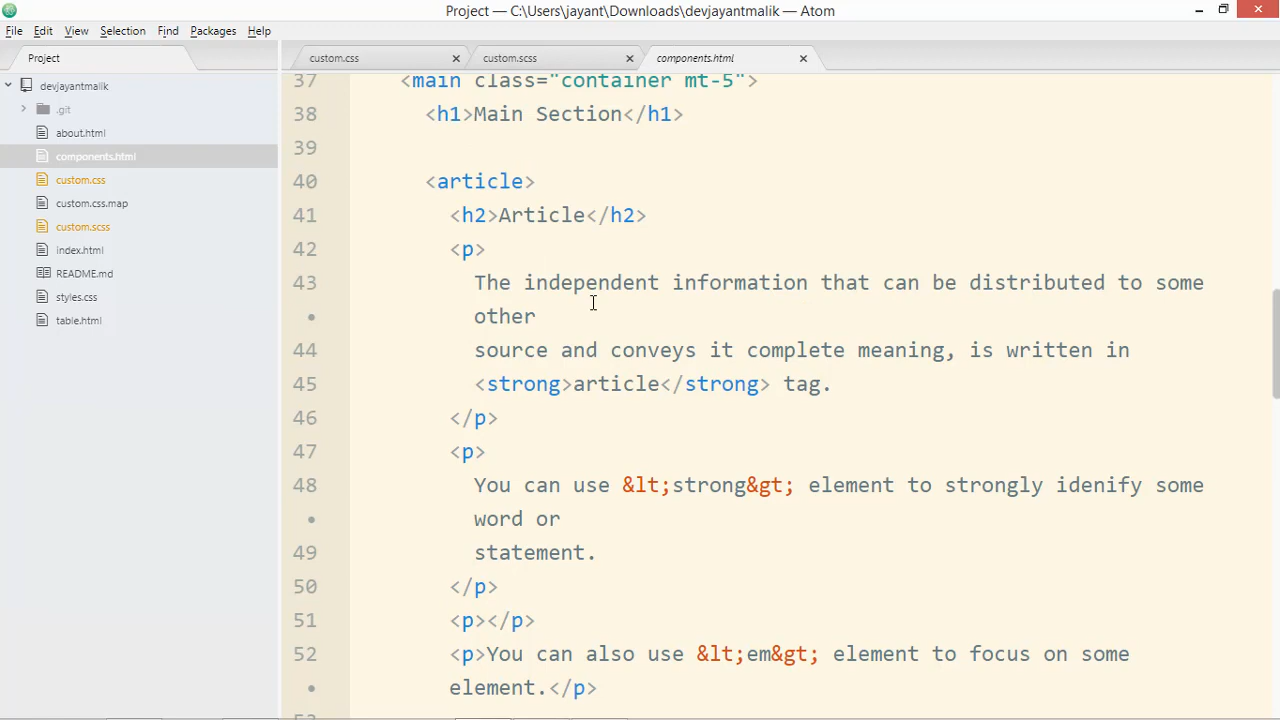 Project — C:\Users\jayant\Downloads\devjayantmalik — Atom
File Edit View Selection Find Packages Help
Project
custom.css
custom.scss
components.html
devjayantmalik
.git
about.html
components.html
custom.css
custom.css.map
custom.scss
index.html
README.md
styles.css
table.html
37 <main class="container mt-5">
38 <h1>Main Section</h1>
39
40 <article>
41 <h2>Article</h2>
42 <p>
43 The independent information that can be distributed to some
• other
44 source and conveys it complete meaning, is written in
45 <strong>article</strong> tag.
46 </p>
47 <p>
48 You can use &lt;strong&gt; element to strongly idenify some
• word or
49 statement.
50 </p>
51 <p></p>
52 <p>You can also use &lt;em&gt; element to focus on some
• element.</p>